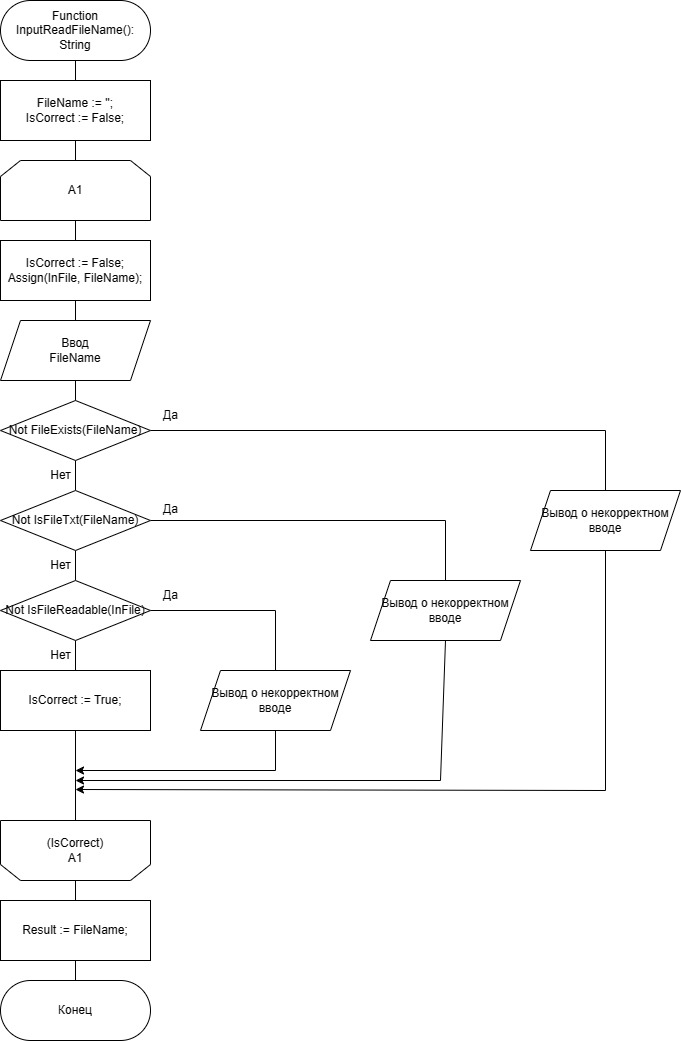 Function
InputReadFileName():
String
FileName := '';
IsCorrect := False;
A1
IsCorrect := False;
Assign(InFile, FileName);
Ввод
FileName
Not FileExists(FileName)
Да
Нет
Вывод о некорректном
вводе
Not IsFileTxt(FileName)
Да
Нет
Вывод о некорректном
вводе
Not IsFileReadable(InFile)
Да
Нет
Вывод о некорректном
вводе
IsCorrect := True;
(IsCorrect)
A1
Result := FileName;
Конец